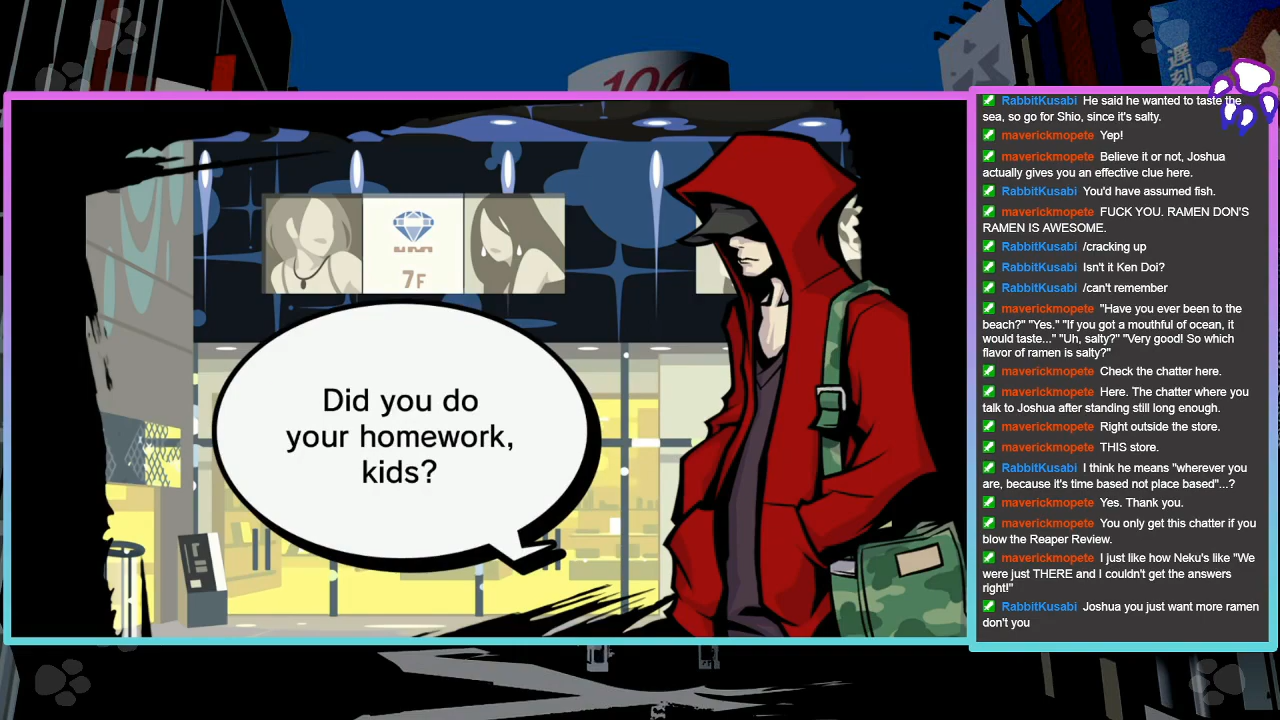 106
遅
刻
7F
Did you do
your homework,
kids?
RabbitKusabi He said he wanted to taste the
sea, so go for Shio, since it's salty.
maverickmopete Yep!
maverickmopete Believe it or not, Joshua
actually gives you an effective clue here.
RabbitKusabi You'd have assumed fish.
maverickmopete FUCK YOU. RAMEN DON'S
RAMEN IS AWESOME.
RabbitKusabi /cracking up
RabbitKusabi Isn't it Ken Doi?
RabbitKusabi /can't remember
maverickmopete "Have you ever been to the
beach?" "Yes." "If you got a mouthful of ocean, it
would taste..." "Uh, salty?" "Very good! So which
flavor of ramen is salty?"
maverickmopete Check the chatter here.
maverickmopete Here. The chatter where you
talk to Joshua after standing still long enough.
maverickmopete Right outside the store.
maverickmopete THIS store.
RabbitKusabi I think he means "wherever you
are, because it's time based not place based"...?
maverickmopete Yes. Thank you.
maverickmopete You only get this chatter if you
blow the Reaper Review.
maverickmopete I just like how Neku's like "We
were just THERE and I couldn't get the answers
right!"
RabbitKusabi Joshua you just want more ramen
don't you